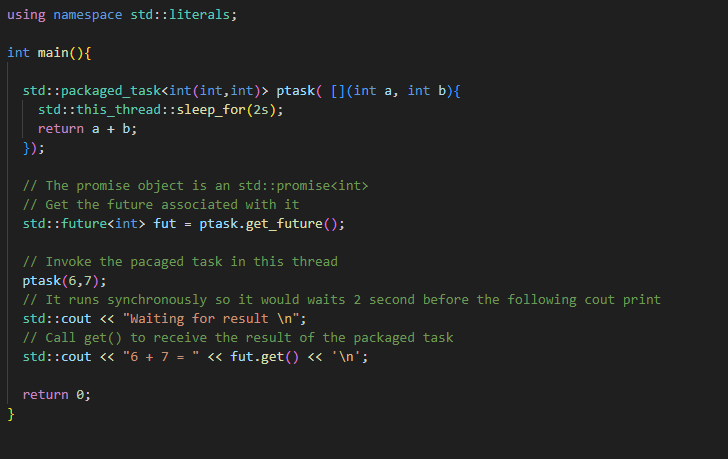 using namespace std::literals;
int main(){
std::packaged_task<int(int,int)> ptask( [](int a, int b){
std::this_thread::sleep_for(2s);
return a + b;
});
// The promise object is an std::promise<int>
// Get the future associated with it
std::future<int> fut = ptask.get_future();
// Invoke the pacaged task in this thread
ptask(6,7);
// It runs synchronously so it would waits 2 second before the following cout print
std::cout << "Waiting for result \n";
// Call get() to receive the result of the packaged task
std::cout << "6 + 7 = " << fut.get() << '\n';
return 0;
}